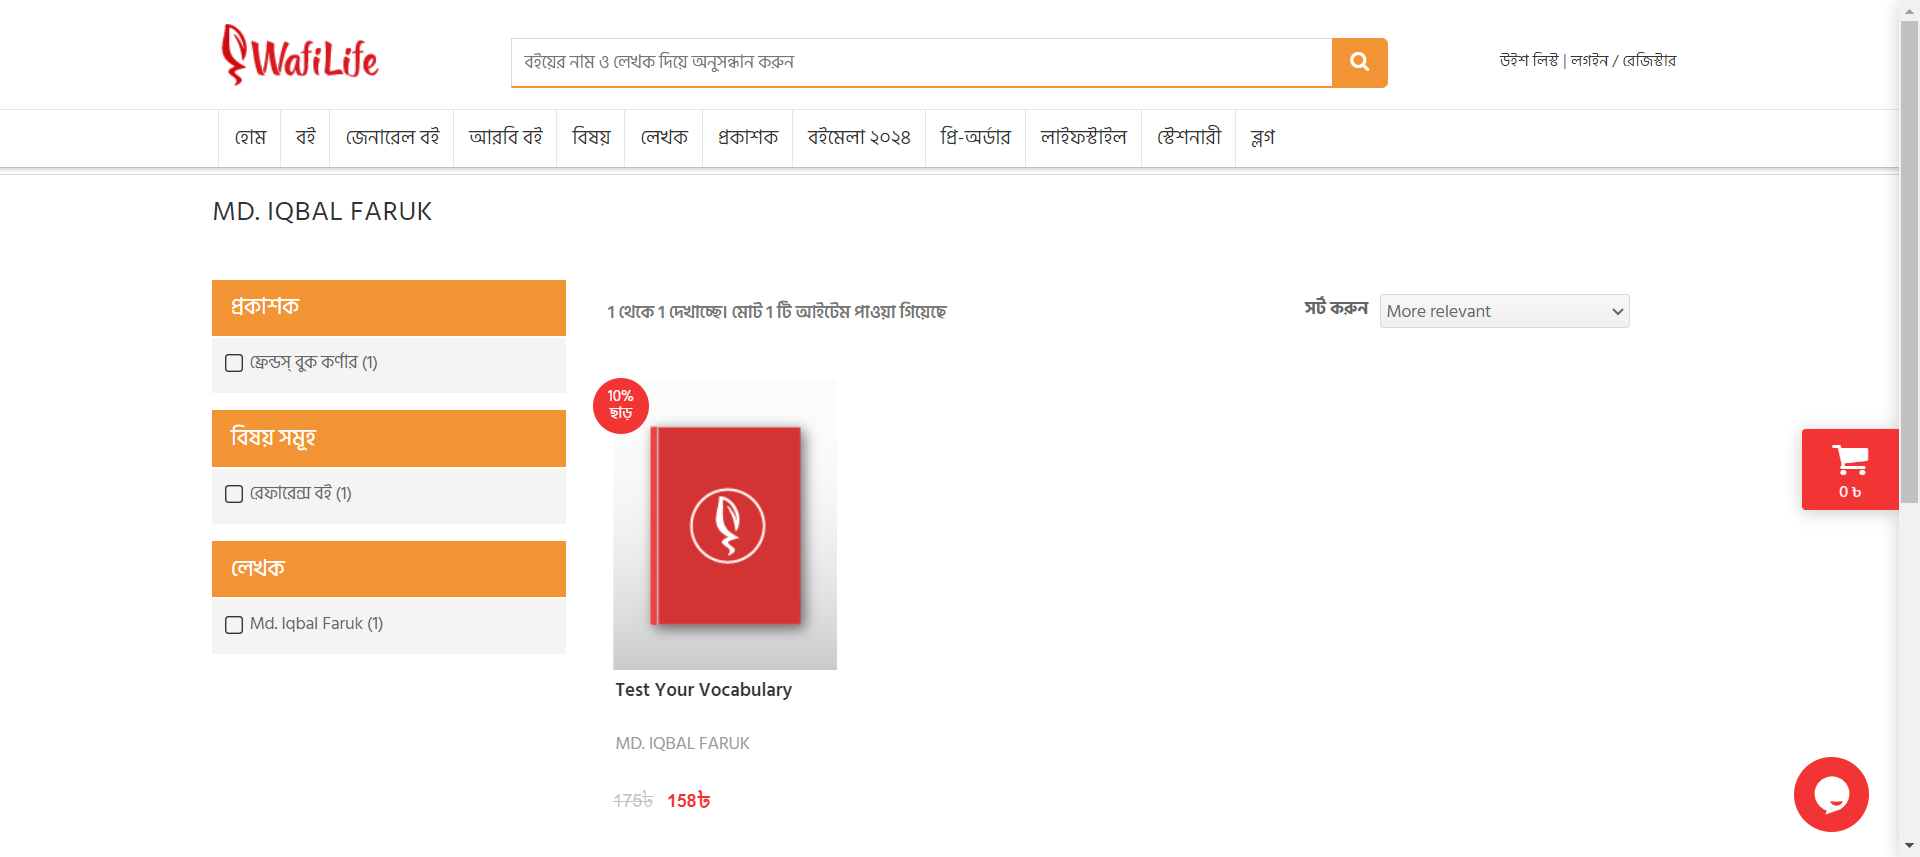 WafiLife
বইয়ের নাম ও লেখক দিয়ে অনুসন্ধান করুন
উইশ লিস্ট | লগইন / রেজিস্টার
হোম বই জেনারেল বই আরবি বই বিষয় লেখক প্রকাশক বইমেলা ২০২৪ প্রি-অর্ডার লাইফস্টাইল স্টেশনারী ব্লগ
MD. IQBAL FARUK
প্রকাশক
ফ্রেন্ডস্ বুক কর্ণার (1)
বিষয় সমূহ
রেফারেন্স বই (1)
লেখক
Md. Iqbal Faruk (1)
1 থেকে 1 দেখাচ্ছে। মোট 1 টি আইটেম পাওয়া গিয়েছে
সর্ট করুন More relevant
10%
ছাড়
Test Your Vocabulary
MD. IQBAL FARUK
175৳ 158৳
0 ৳